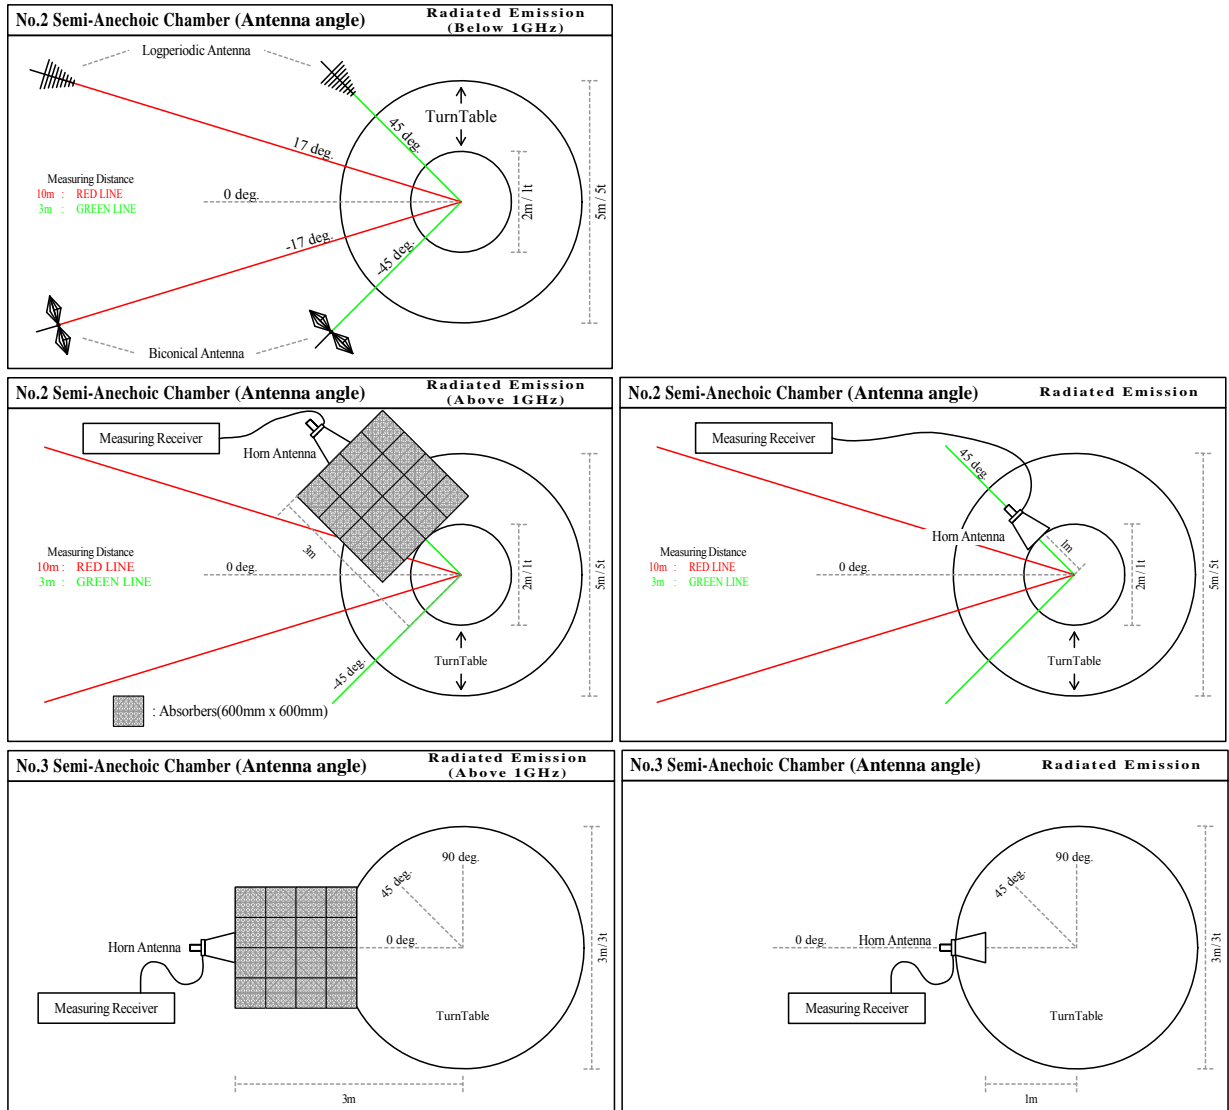 No.2 Semi-Anechoic Chamber (Antenna angle)
Radiated Emission
(Below 1GHz)
Logperiodic Antenna
TurnTable
45 deg.
17 deg.
Measuring Distance
10m : RED LINE
3m : GREEN LINE
0 deg.
2m / 1t
5m / 5t
-17 deg.
-45 deg.
Biconical Antenna
No.2 Semi-Anechoic Chamber (Antenna angle)
Radiated Emission
(Above 1GHz)
Measuring Receiver
Horn Antenna
3m
Measuring Distance
10m : RED LINE
3m : GREEN LINE
0 deg.
2m / 1t
5m / 5t
-45 deg.
TurnTable
: Absorbers(600mm x 600mm)
No.2 Semi-Anechoic Chamber (Antenna angle)
Radiated Emission
Measuring Receiver
45 deg.
Horn Antenna
1m
Measuring Distance
10m : RED LINE
3m : GREEN LINE
0 deg.
2m / 1t
5m / 5t
TurnTable
No.3 Semi-Anechoic Chamber (Antenna angle)
Radiated Emission
(Above 1GHz)
90 deg.
45 deg.
0 deg.
Horn Antenna
Measuring Receiver
TurnTable
3m / 3t
3m
No.3 Semi-Anechoic Chamber (Antenna angle)
Radiated Emission
90 deg.
45 deg.
0 deg.
Horn Antenna
Measuring Receiver
TurnTable
3m / 3t
1m